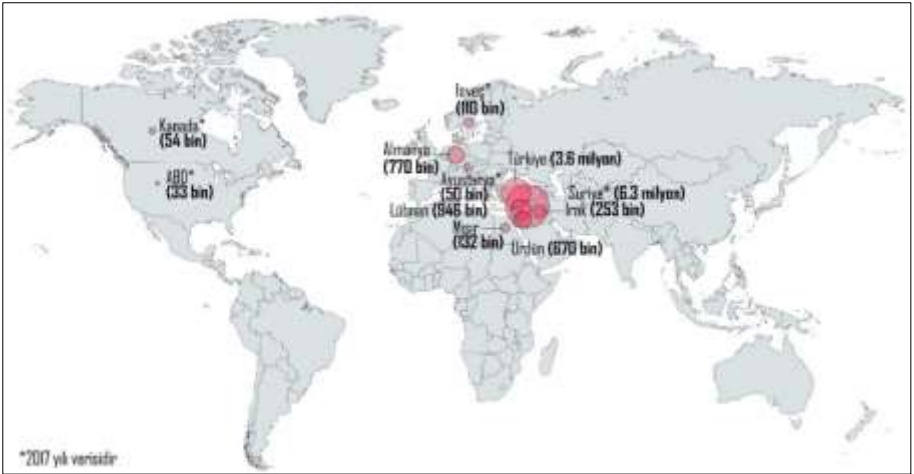 İsveç*
(110 bin)
Kanada*
(54 bin)
Almanya
(770 bin)
Türkiye (3.6 milyon)
ABD*
(33 bin)
Avusturya*
(50 bin)
Suriye* (6.3 milyon)
Lübnan (946 bin)
Irak (253 bin)
Mısır
(132 bin)
Ürdün (670 bin)
*2017 yılı verisidir